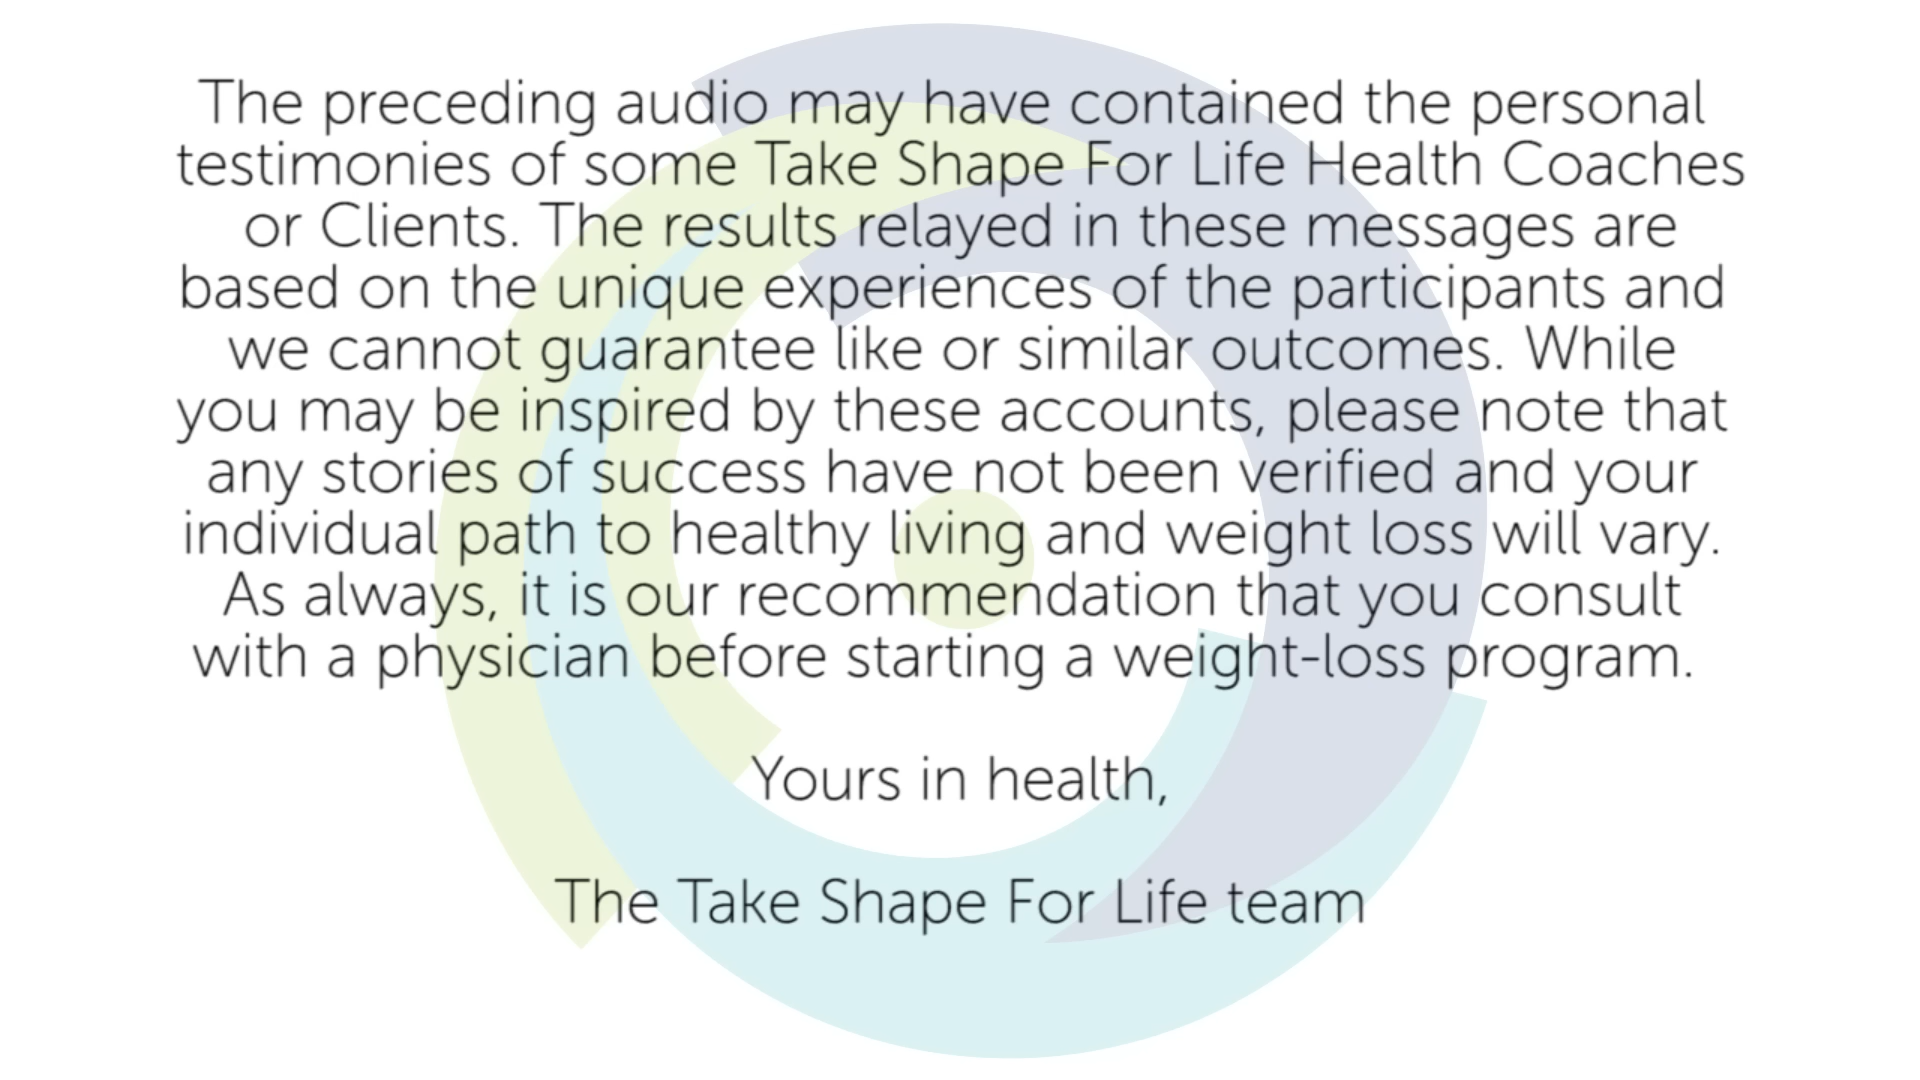 The preceding audio may have contained the personal
testimonies of some Take Shape For Life Health Coaches
or Clients. The results relayed in these messages are
based on the unique experiences of the participants and
we cannot guarantee like or similar outcomes. While
you may be inspired by these accounts, please note that
any stories of success have not been verified and your
individual path to healthy living and weight loss will vary.
As always, it is our recommendation that you consult
with a physician before starting a weight-loss program.
Yours in health,
The Take Shape For Life team